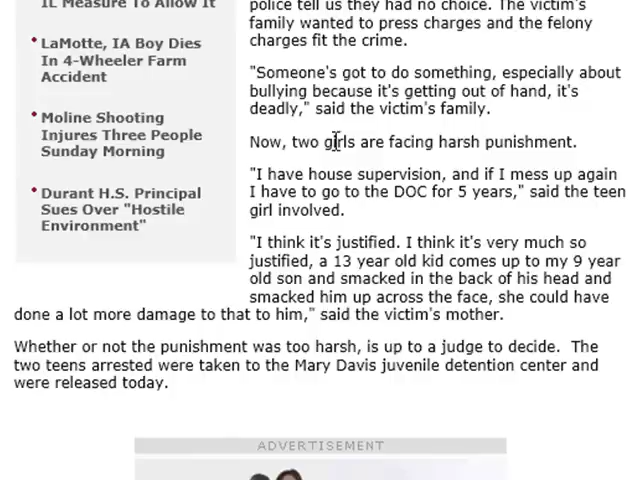 IL Measure To Allow It
LaMotte, IA Boy Dies
In 4-Wheeler Farm
Accident
Moline Shooting
Injures Three People
Sunday Morning
Durant H.S. Principal
Sues Over "Hostile
Environment"
police tell us they had no choice. The victim's
family wanted to press charges and the felony
charges fit the crime.
"Someone's got to do something, especially about
bullying because it's getting out of hand, it's
deadly," said the victim's family.
Now, two girls are facing harsh punishment.
"I have house supervision, and if I mess up again
I have to go to the DOC for 5 years," said the teen
girl involved.
"I think it's justified. I think it's very much so
justified, a 13 year old kid comes up to my 9 year
old son and smacked in the back of his head and
smacked him up across the face, she could have
done a lot more damage to that to him," said the victim's mother.
Whether or not the punishment was too harsh, is up to a judge to decide. The
two teens arrested were taken to the Mary Davis juvenile detention center and
were released today.
ADVERTISEMENT